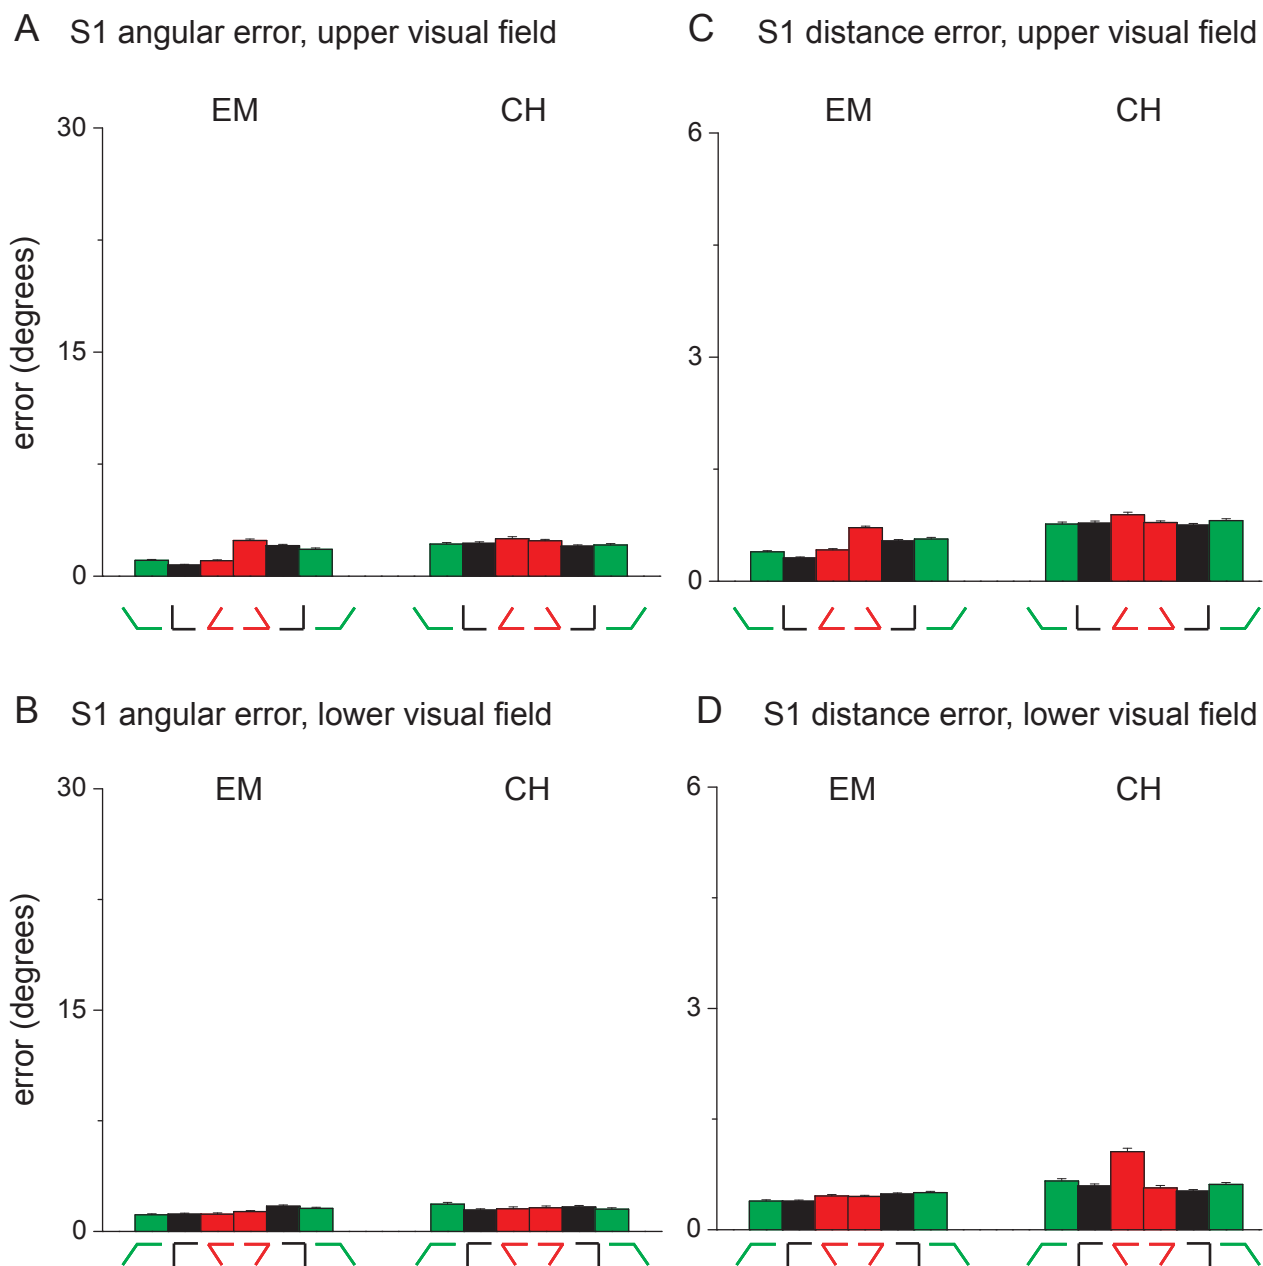 A S1 angular error, upper visual field
EM CH
30
15
0
error (degrees)
C S1 distance error, upper visual field
EM CH
6
3
0
B S1 angular error, lower visual field
EM CH
30
15
0
error (degrees)
D S1 distance error, lower visual field
EM CH
6
3
0